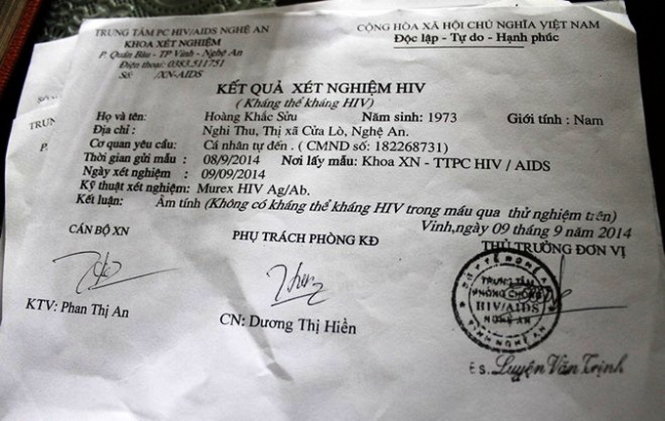 TRUNG TÂM PC HIV/AIDS NGHỆ AN
KHOA XÉT NGHIỆM
P. Quán Bàu - TP Vinh - Nghệ An
Điện thoại: 0383.511751
Số: /XN-AIDS
CỘNG HÒA XÃ HỘI CHỦ NGHĨA VIỆT NAM
Độc lập - Tự do - Hạnh phúc
KẾT QUẢ XÉT NGHIỆM HIV
(Kháng thể kháng HIV)
Họ và tên: Hoàng Khắc Sửu Năm sinh: 1973 Giới tính : Nam
Địa chỉ : Nghi Thu, Thị xã Cửa Lò, Nghệ An.
Cơ quan yêu cầu: Cá nhân tự đến . ( CMND số: 182268731)
Thời gian gửi mẫu : 08/9/2014 Nơi lấy mẫu: Khoa XN - TTPC HIV / AIDS
Ngày xét nghiệm : 09/09/2014
Kỹ thuật xét nghiệm: Murex HIV Ag/Ab.
Kết luận: Âm tính (Không có kháng thể kháng HIV trong máu qua thử nghiệm trên)
Vinh,ngày 09 tháng 9 năm 2014
CÁN BỘ XN
PHỤ TRÁCH PHÒNG KĐ
THỦ TRƯỞNG ĐƠN VỊ
TRUNG TÂM
PHÒNG CHỐNG
HIV/AIDS
NGHỆ AN
KTV: Phan Thị An
CN: Dương Thị Hiền
Bs. Luyện Văn Trịnh